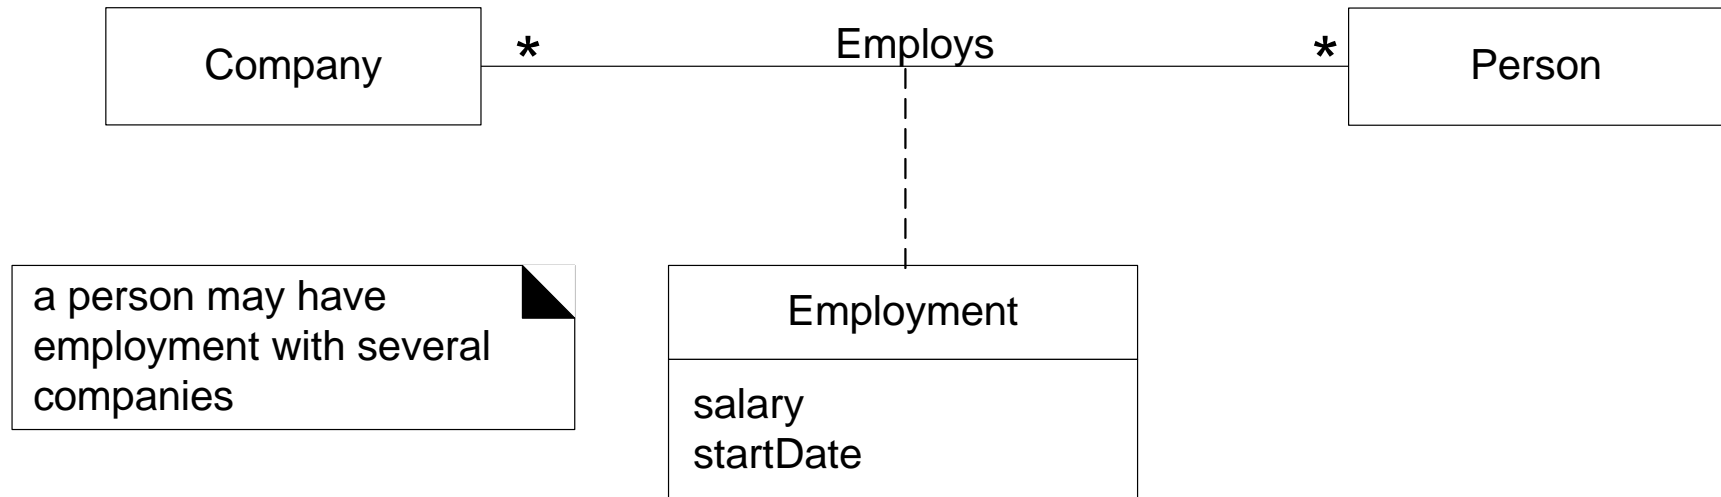 Company
*
Employs
*
Person
a person may have
employment with several
companies
Employment
salary
startDate